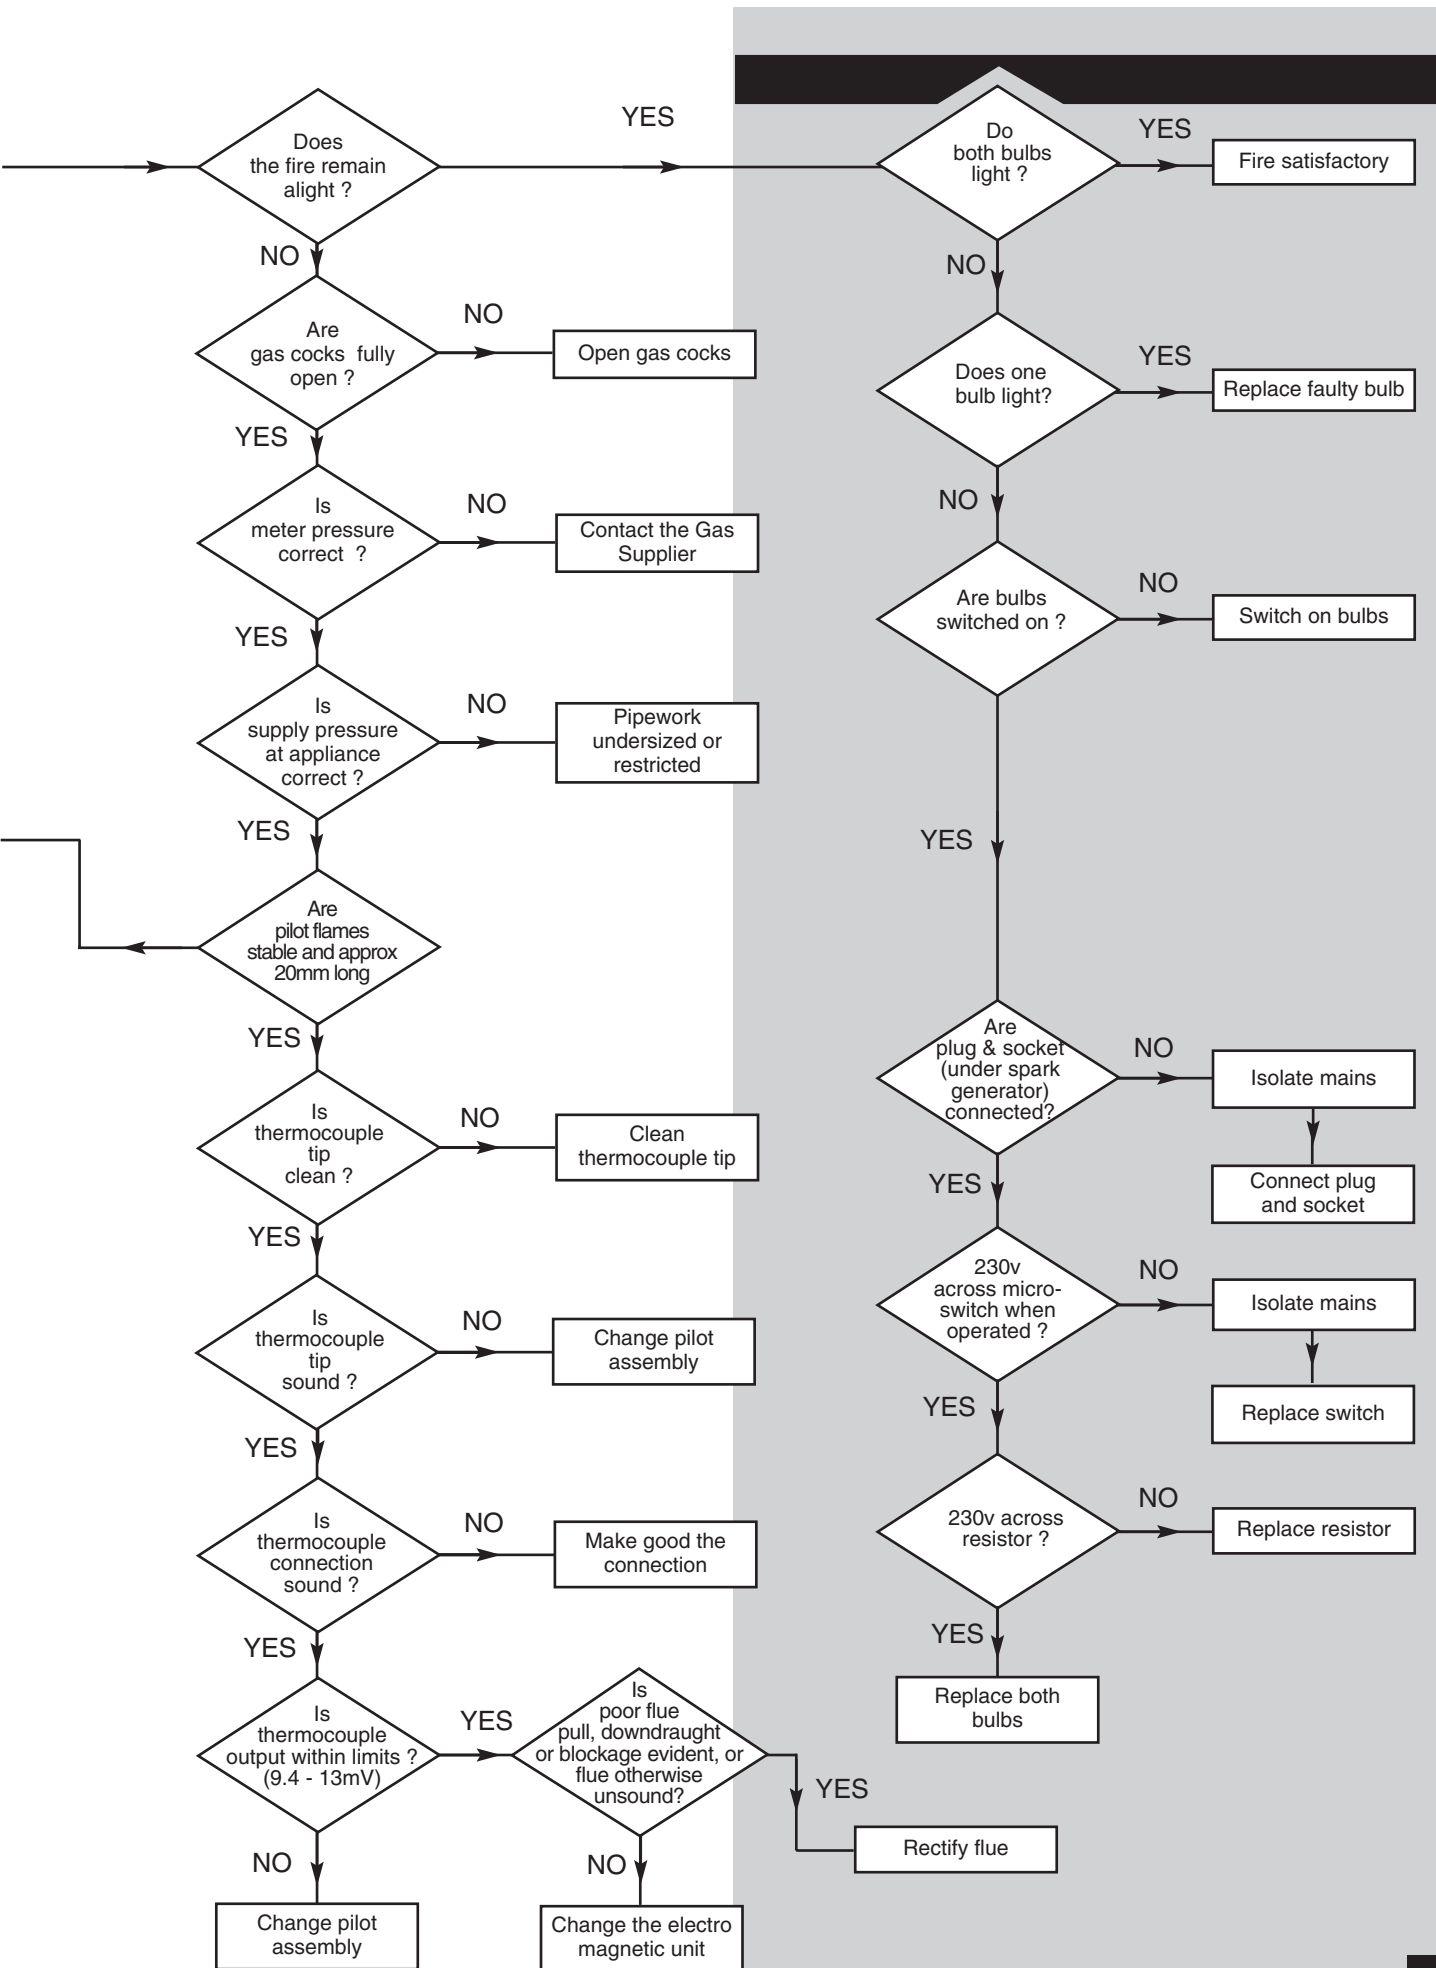 Does
the fire remain
alight ?
YES
NO
Are
gas cocks fully
open ?
NO
Open gas cocks
YES
Is
meter pressure
correct ?
NO
Contact the Gas
Supplier
YES
Is
supply pressure
at appliance
correct ?
NO
Pipework
undersized or
restricted
YES
Are
pilot flames
stable and approx
20mm long
YES
Is
thermocouple
tip
clean ?
NO
Clean
thermocouple tip
YES
Is
thermocouple
tip
sound ?
NO
Change pilot
assembly
YES
Is
thermocouple
connection
sound ?
NO
Make good the
connection
YES
Is
thermocouple
output within limits ?
(9.4 - 13mV)
YES
Is
poor flue
pull, downdraught
or blockage evident, or
flue otherwise
unsound?
YES
Rectify flue
NO
Change pilot
assembly
NO
Change the electro
magnetic unit
Do
both bulbs
light ?
YES
Fire satisfactory
NO
Does one
bulb light?
YES
Replace faulty bulb
NO
Are bulbs
switched on ?
NO
Switch on bulbs
YES
Are
plug & socket
(under spark
generator)
connected?
NO
Isolate mains
Connect plug
and socket
YES
230v
across micro-
switch when
operated ?
NO
Isolate mains
Replace switch
YES
230v across
resistor ?
NO
Replace resistor
YES
Replace both
bulbs